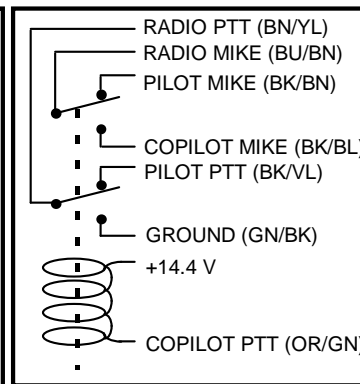 RADIO PTT (BN/YL)
RADIO MIKE (BU/BN)
PILOT MIKE (BK/BN)
COPILOT MIKE (BK/BL)
PILOT PTT (BK/VL)
GROUND (GN/BK)
+14.4 V
COPILOT PTT (OR/GN)